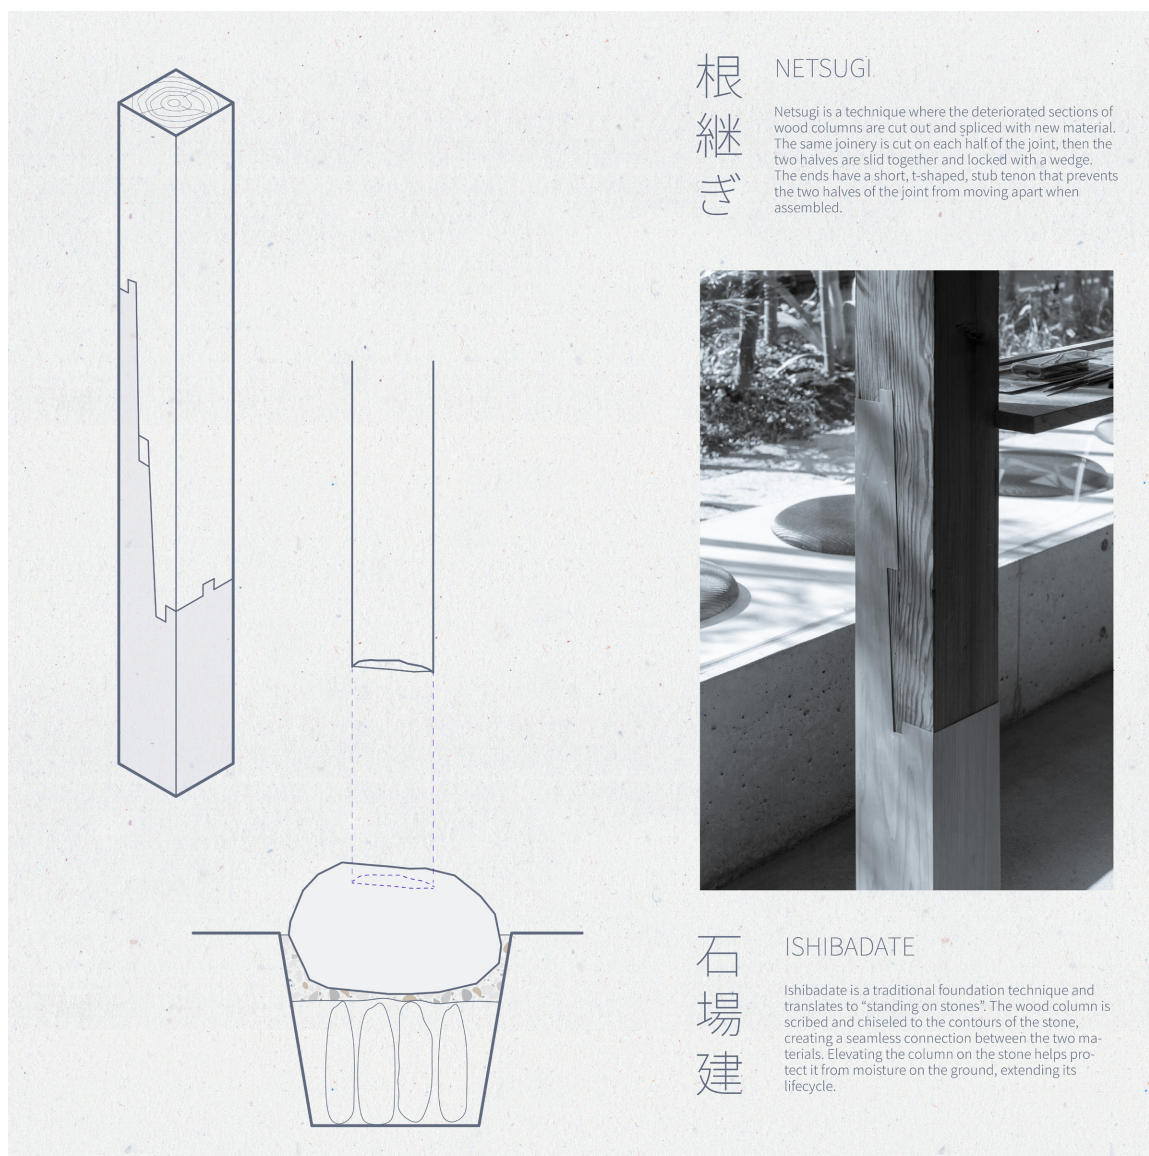 根継ぎ
NETSUGI
Netsugi is a technique where the deteriorated sections of
wood columns are cut out and spliced with new material.
The same joinery is cut on each half of the joint, then the
two halves are slid together and locked with a wedge.
The ends have a short, t-shaped, stub tenon that prevents
the two halves of the joint from moving apart when
assembled.
石場建
ISHIBADATE
Ishibadate is a traditional foundation technique and
translates to “standing on stones”. The wood column is
scribed and chiseled to the contours of the stone,
creating a seamless connection between the two ma-
terials. Elevating the column on the stone helps pro-
tect it from moisture on the ground, extending its
lifecycle.